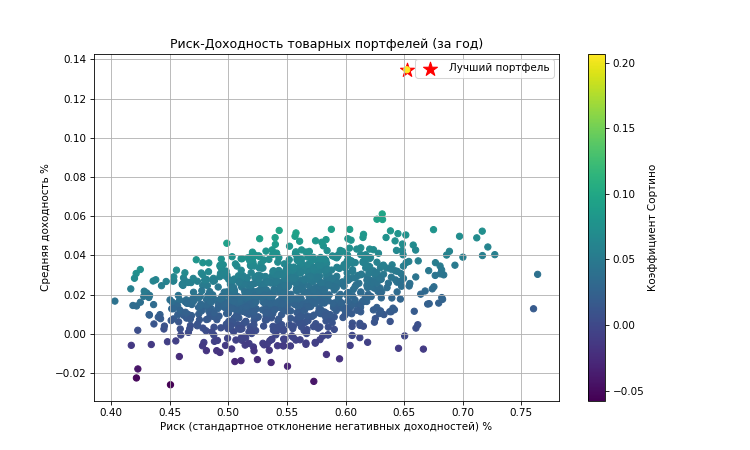 Риск-Доходность товарных портфелей (за год)
Лучший портфель
Средняя доходность %
0.14
0.12
0.10
0.08
0.06
0.04
0.02
0.00
−0.02
0.40 0.45 0.50 0.55 0.60 0.65 0.70 0.75
Риск (стандартное отклонение негативных доходностей) %
0.20
0.15
0.10
0.05
0.00
−0.05
Коэффициент Сортино